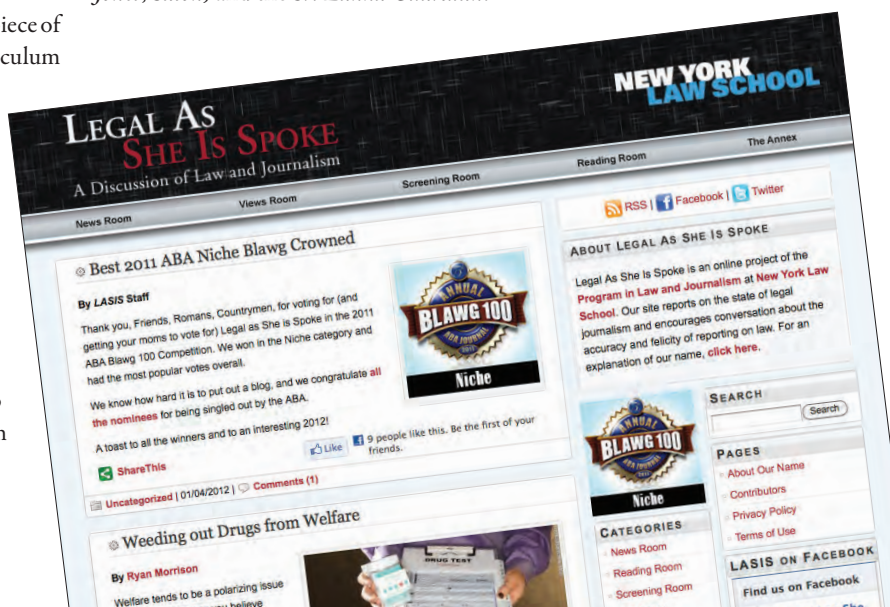 iece of
culum
LEGAL AS
SHE IS SPOKE
A Discussion of Law and Journalism
NEW YORK
LAW SCHOOL
News Room
Views Room
Screening Room
Reading Room
The Annex
Best 2011 ABA Niche Blawg Crowned
By LASIS Staff
Thank you, Friends, Romans, Countrymen, for voting for (and
getting your moms to vote for) Legal as She is Spoke in the 2011
ABA Blawg 100 Competition. We won in the Niche category and
had the most popular votes overall.
We know how hard it is to put out a blog, and we congratulate all
the nominees for being singled out by the ABA.
A toast to all the winners and to an interesting 2012!
ANNUAL
BLAWG 100
ABA JOURNAL
Niche
ShareThis
Like
9 people like this. Be the first of your
friends.
Uncategorized | 01/04/2012 | Comments (1)
Weeding out Drugs from Welfare
By Ryan Morrison
Welfare tends to be a polarizing issue
believe
DRUG TEST
RSS | Facebook | Twitter
ABOUT LEGAL AS SHE IS SPOKE
Legal As She Is Spoke is an online project of the
Program in Law and Journalism at New York Law
School. Our site reports on the state of legal
journalism and encourages conversation about the
accuracy and felicity of reporting on law. For an
explanation of our name, click here.
ANNUAL
BLAWG 100
ABA JOURNAL
Niche
CATEGORIES
News Room
Reading Room
Screening Room
SEARCH
Search
PAGES
About Our Name
Contributors
Privacy Policy
Terms of Use
LASIS ON FACEBOOK
Find us on Facebook